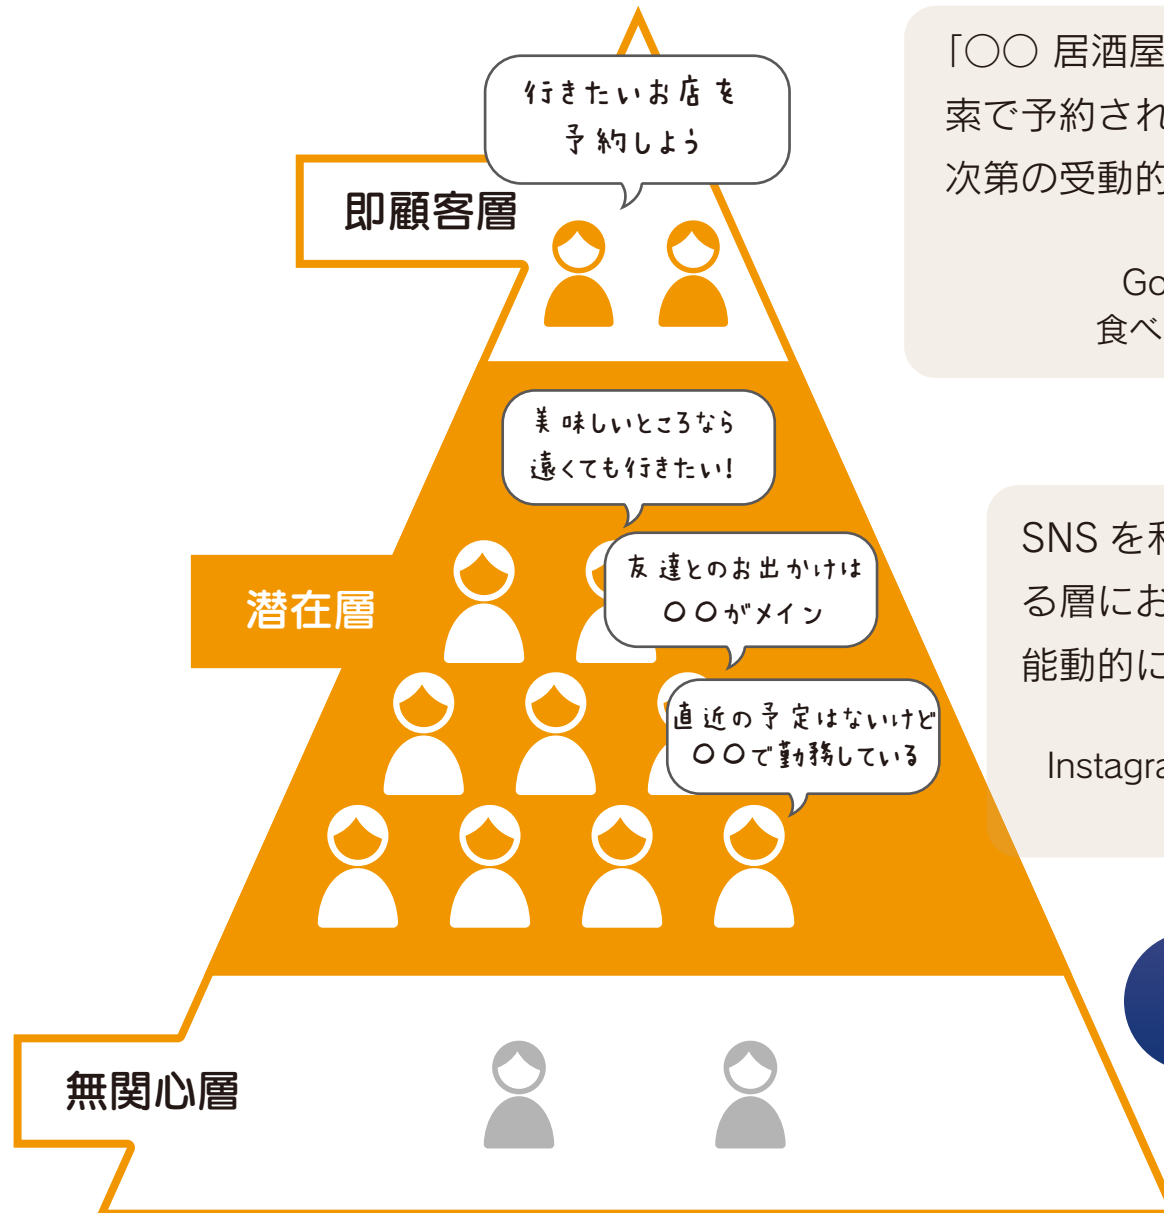 行きたいお店を
予約しよう
即顧客層
美味しいところなら
遠くても行きたい!
友達とのお出かけは
〇〇がメイン
潜在層
直近の予定はないけど
〇〇で勤務している
無関心層
「〇〇 居酒屋
索で予約され
次第の受動的
Go
食べ
SNS を
る層にお
能動的に
Instagra